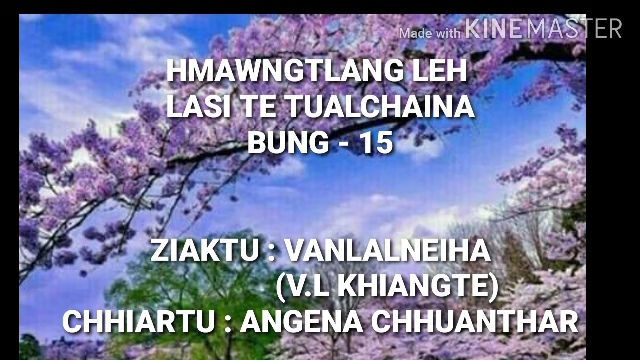 Made with KINEMASTER
HMAWNGTLANG LEH
LASI TE TUALCHAINA
BUNG - 15
ZIAKTU : VANLALNEIHA
(V.L KHIANGTE)
CHHIARTU : ANGENA CHHUANTHAR